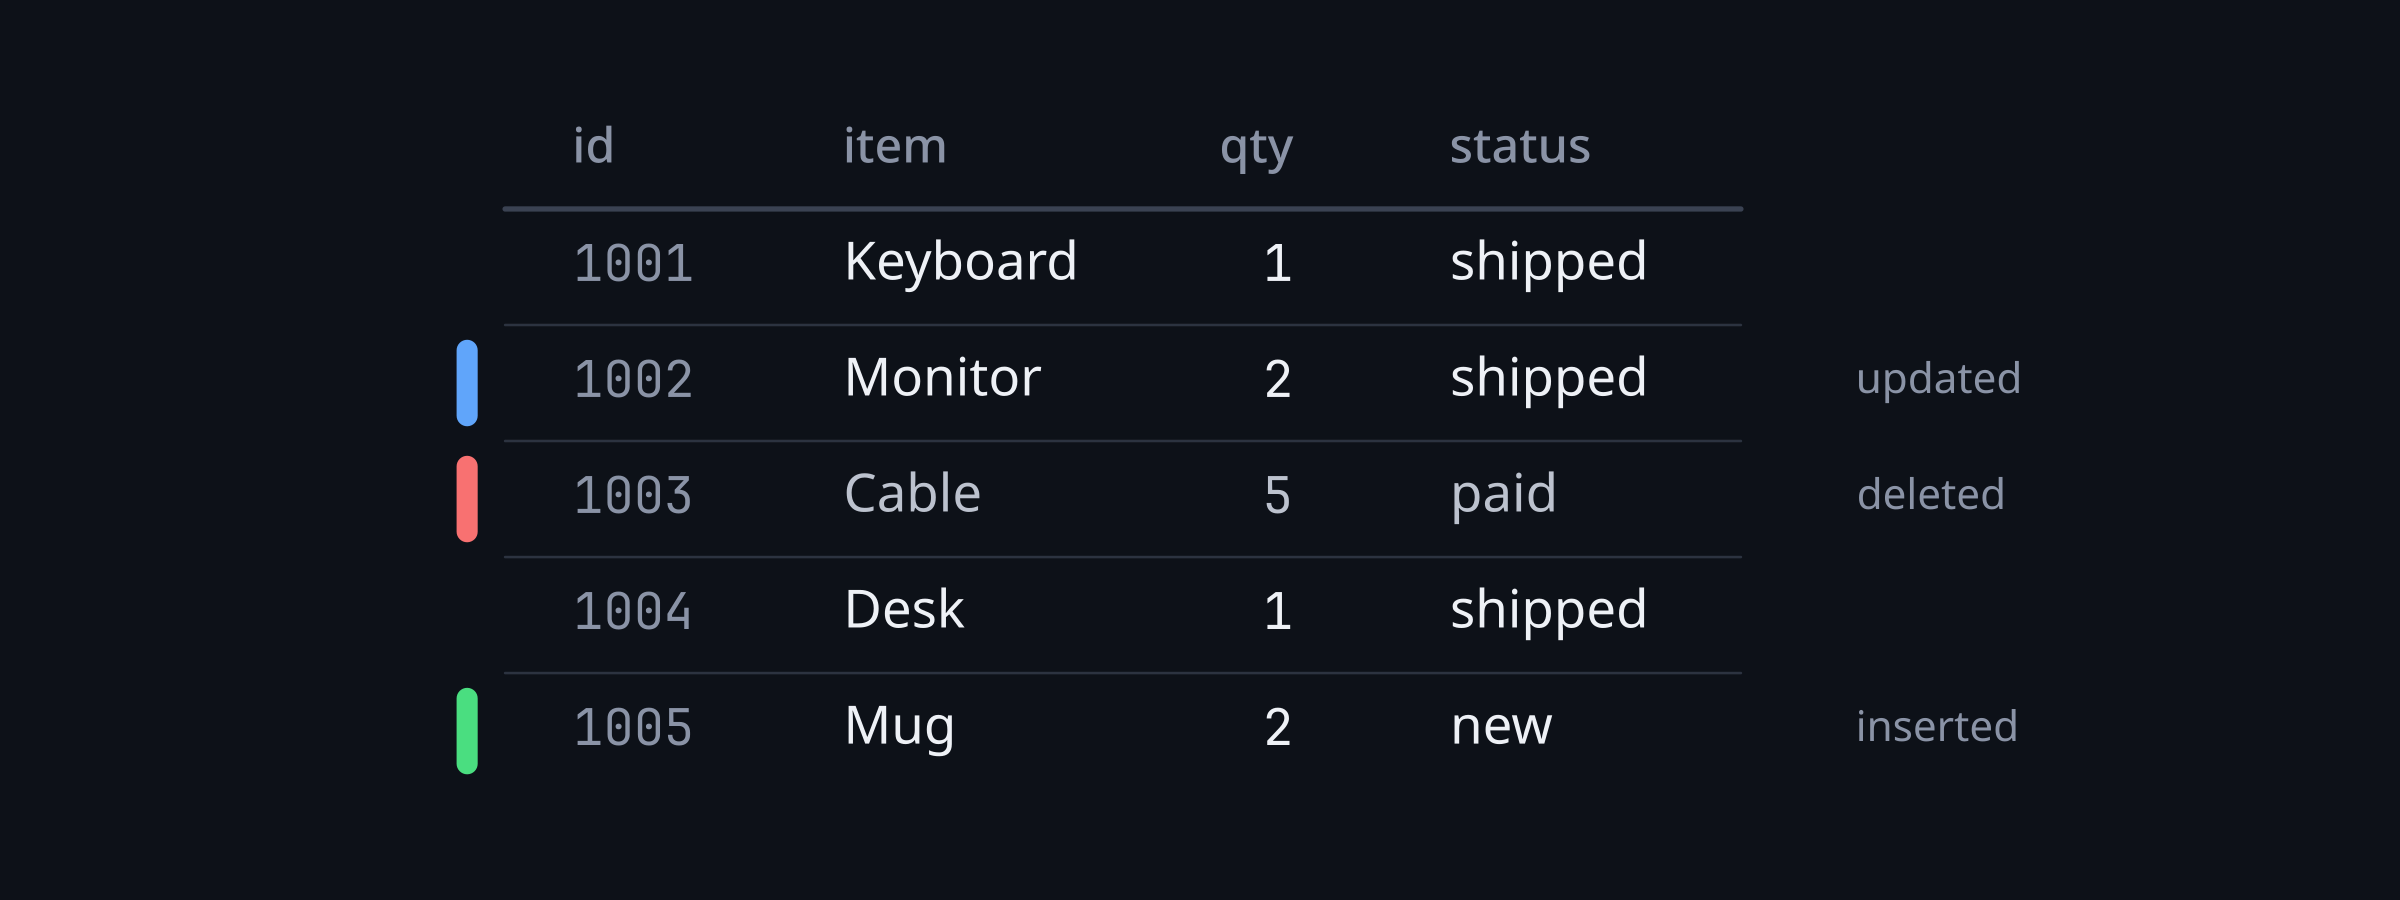 id item qty status
1001 Keyboard 1 shipped
1002 Monitor 2 shipped updated
1003 Cable 5 paid deleted
1004 Desk 1 shipped
1005 Mug 2 new inserted